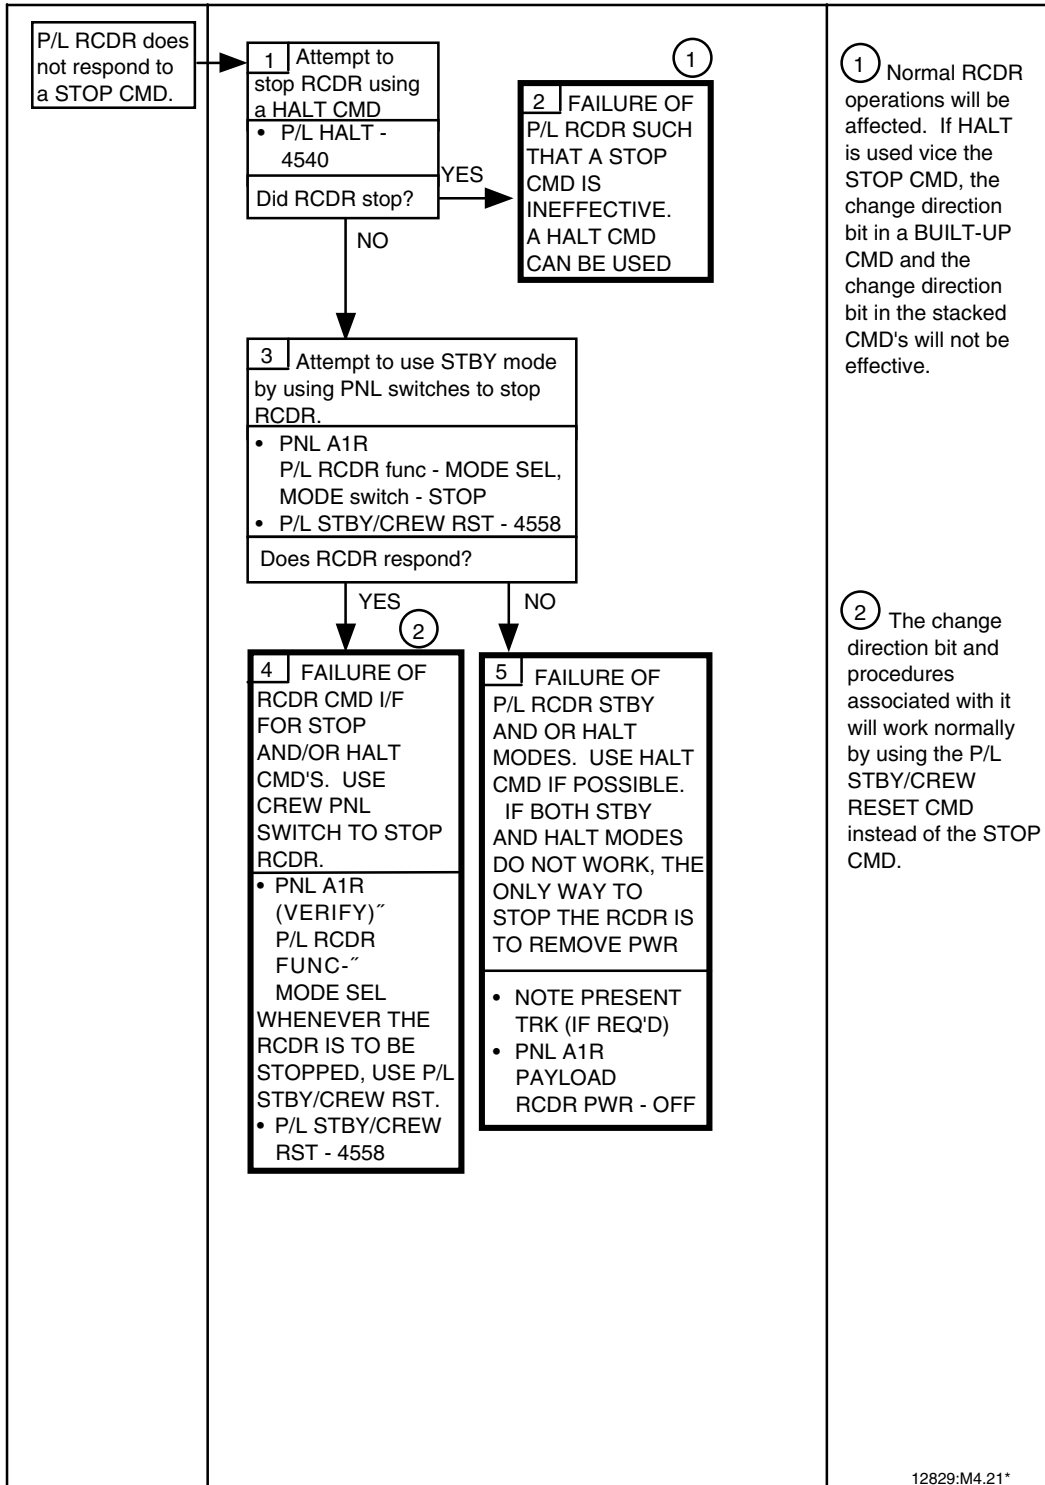 P/L RCDR does
not respond to
a STOP CMD.
1 Attempt to
stop RCDR using
a HALT CMD
• P/L HALT -
4540
Did RCDR stop?
YES
NO
1
2 FAILURE OF
P/L RCDR SUCH
THAT A STOP
CMD IS
INEFFECTIVE.
A HALT CMD
CAN BE USED
3 Attempt to use STBY mode
by using PNL switches to stop
RCDR.
• PNL A1R
P/L RCDR func - MODE SEL,
MODE switch - STOP
• P/L STBY/CREW RST - 4558
Does RCDR respond?
YES
NO
2
4 FAILURE OF
RCDR CMD I/F
FOR STOP
AND/OR HALT
CMD'S. USE
CREW PNL
SWITCH TO STOP
RCDR.
• PNL A1R
(VERIFY)˝
P/L RCDR
FUNC-˝
MODE SEL
WHENEVER THE
RCDR IS TO BE
STOPPED, USE P/L
STBY/CREW RST.
• P/L STBY/CREW
RST - 4558
5 FAILURE OF
P/L RCDR STBY
AND OR HALT
MODES. USE HALT
CMD IF POSSIBLE.
IF BOTH STBY
AND HALT MODES
DO NOT WORK, THE
ONLY WAY TO
STOP THE RCDR IS
TO REMOVE PWR
• NOTE PRESENT
TRK (IF REQ'D)
• PNL A1R
PAYLOAD
RCDR PWR - OFF
1 Normal RCDR
operations will be
affected. If HALT
is used vice the
STOP CMD, the
change direction
bit in a BUILT-UP
CMD and the
change direction
bit in the stacked
CMD's will not be
effective.
2 The change
direction bit and
procedures
associated with it
will work normally
by using the P/L
STBY/CREW
RESET CMD
instead of the STOP
CMD.
12829:M4.21*